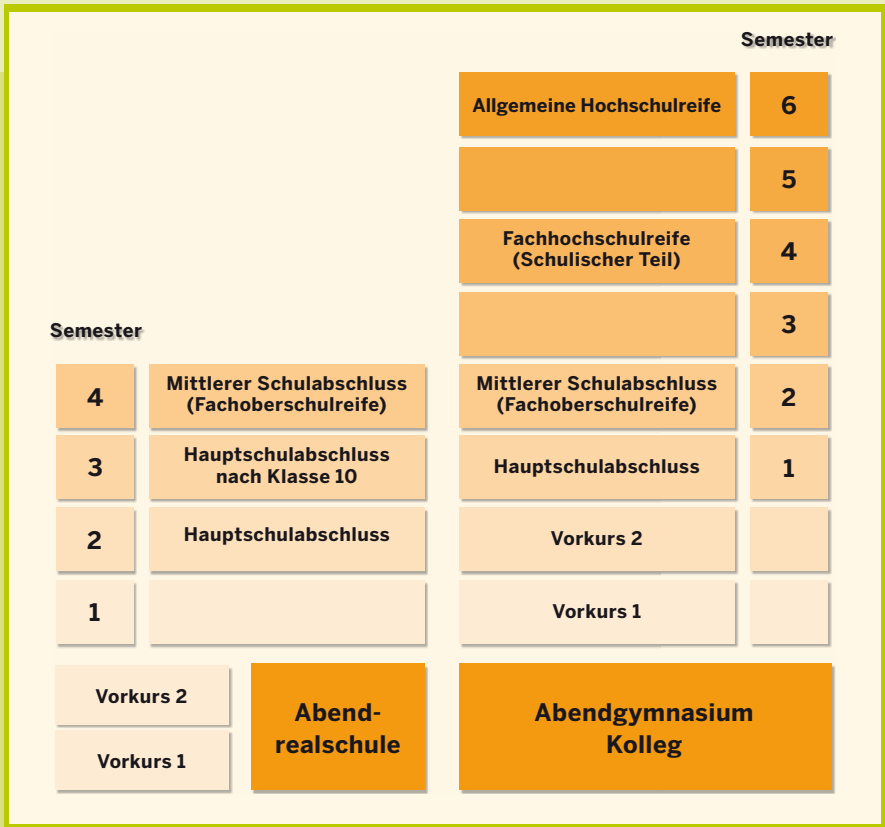 Semester
Allgemeine Hochschulreife
6
5
Fachhochschulreife
(Schulischer Teil)
4
3
Semester
4
Mittlerer Schulabschluss
(Fachoberschulreife)
Mittlerer Schulabschluss
(Fachoberschulreife)
2
3
Hauptschulabschluss
nach Klasse 10
Hauptschulabschluss
1
2
Hauptschulabschluss
Vorkurs 2
1
Vorkurs 1
Vorkurs 2
Vorkurs 1
Abend-
realschule
Abendgymnasium
Kolleg